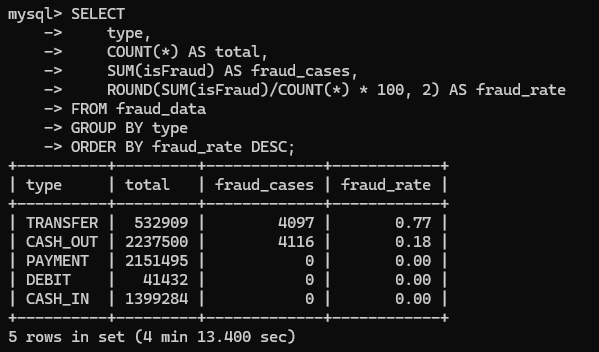 mysql> SELECT
    ->     type,
    ->     COUNT(*) AS total,
    ->     SUM(isFraud) AS fraud_cases,
    ->     ROUND(SUM(isFraud)/COUNT(*) * 100, 2) AS fraud_rate
    -> FROM fraud_data
    -> GROUP BY type
    -> ORDER BY fraud_rate DESC;
+----------+---------+-------------+------------+
| type     | total   | fraud_cases | fraud_rate |
+----------+---------+-------------+------------+
| TRANSFER |  532909 |        4097 |       0.77 |
| CASH_OUT | 2237500 |        4116 |       0.18 |
| PAYMENT  | 2151495 |           0 |       0.00 |
| DEBIT    |   41432 |           0 |       0.00 |
| CASH_IN  | 1399284 |           0 |       0.00 |
+----------+---------+-------------+------------+
5 rows in set (4 min 13.400 sec)